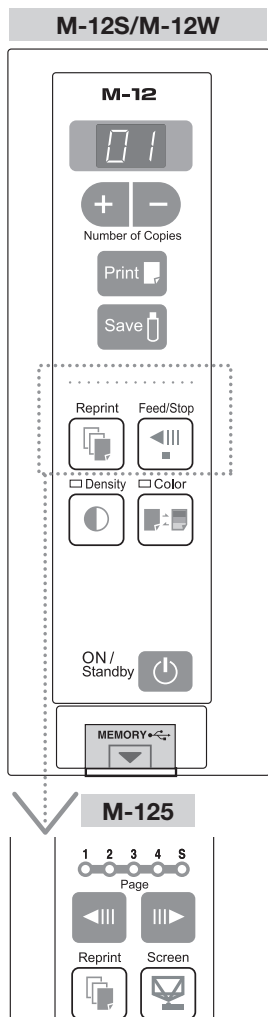 M-12S/M-12W
M-12
01
+ −
Number of Copies
Print
Save
Reprint Feed/Stop
Density Color
ON/
Standby
MEMORY
M-125
1 2 3 4 S
Page
Reprint Screen